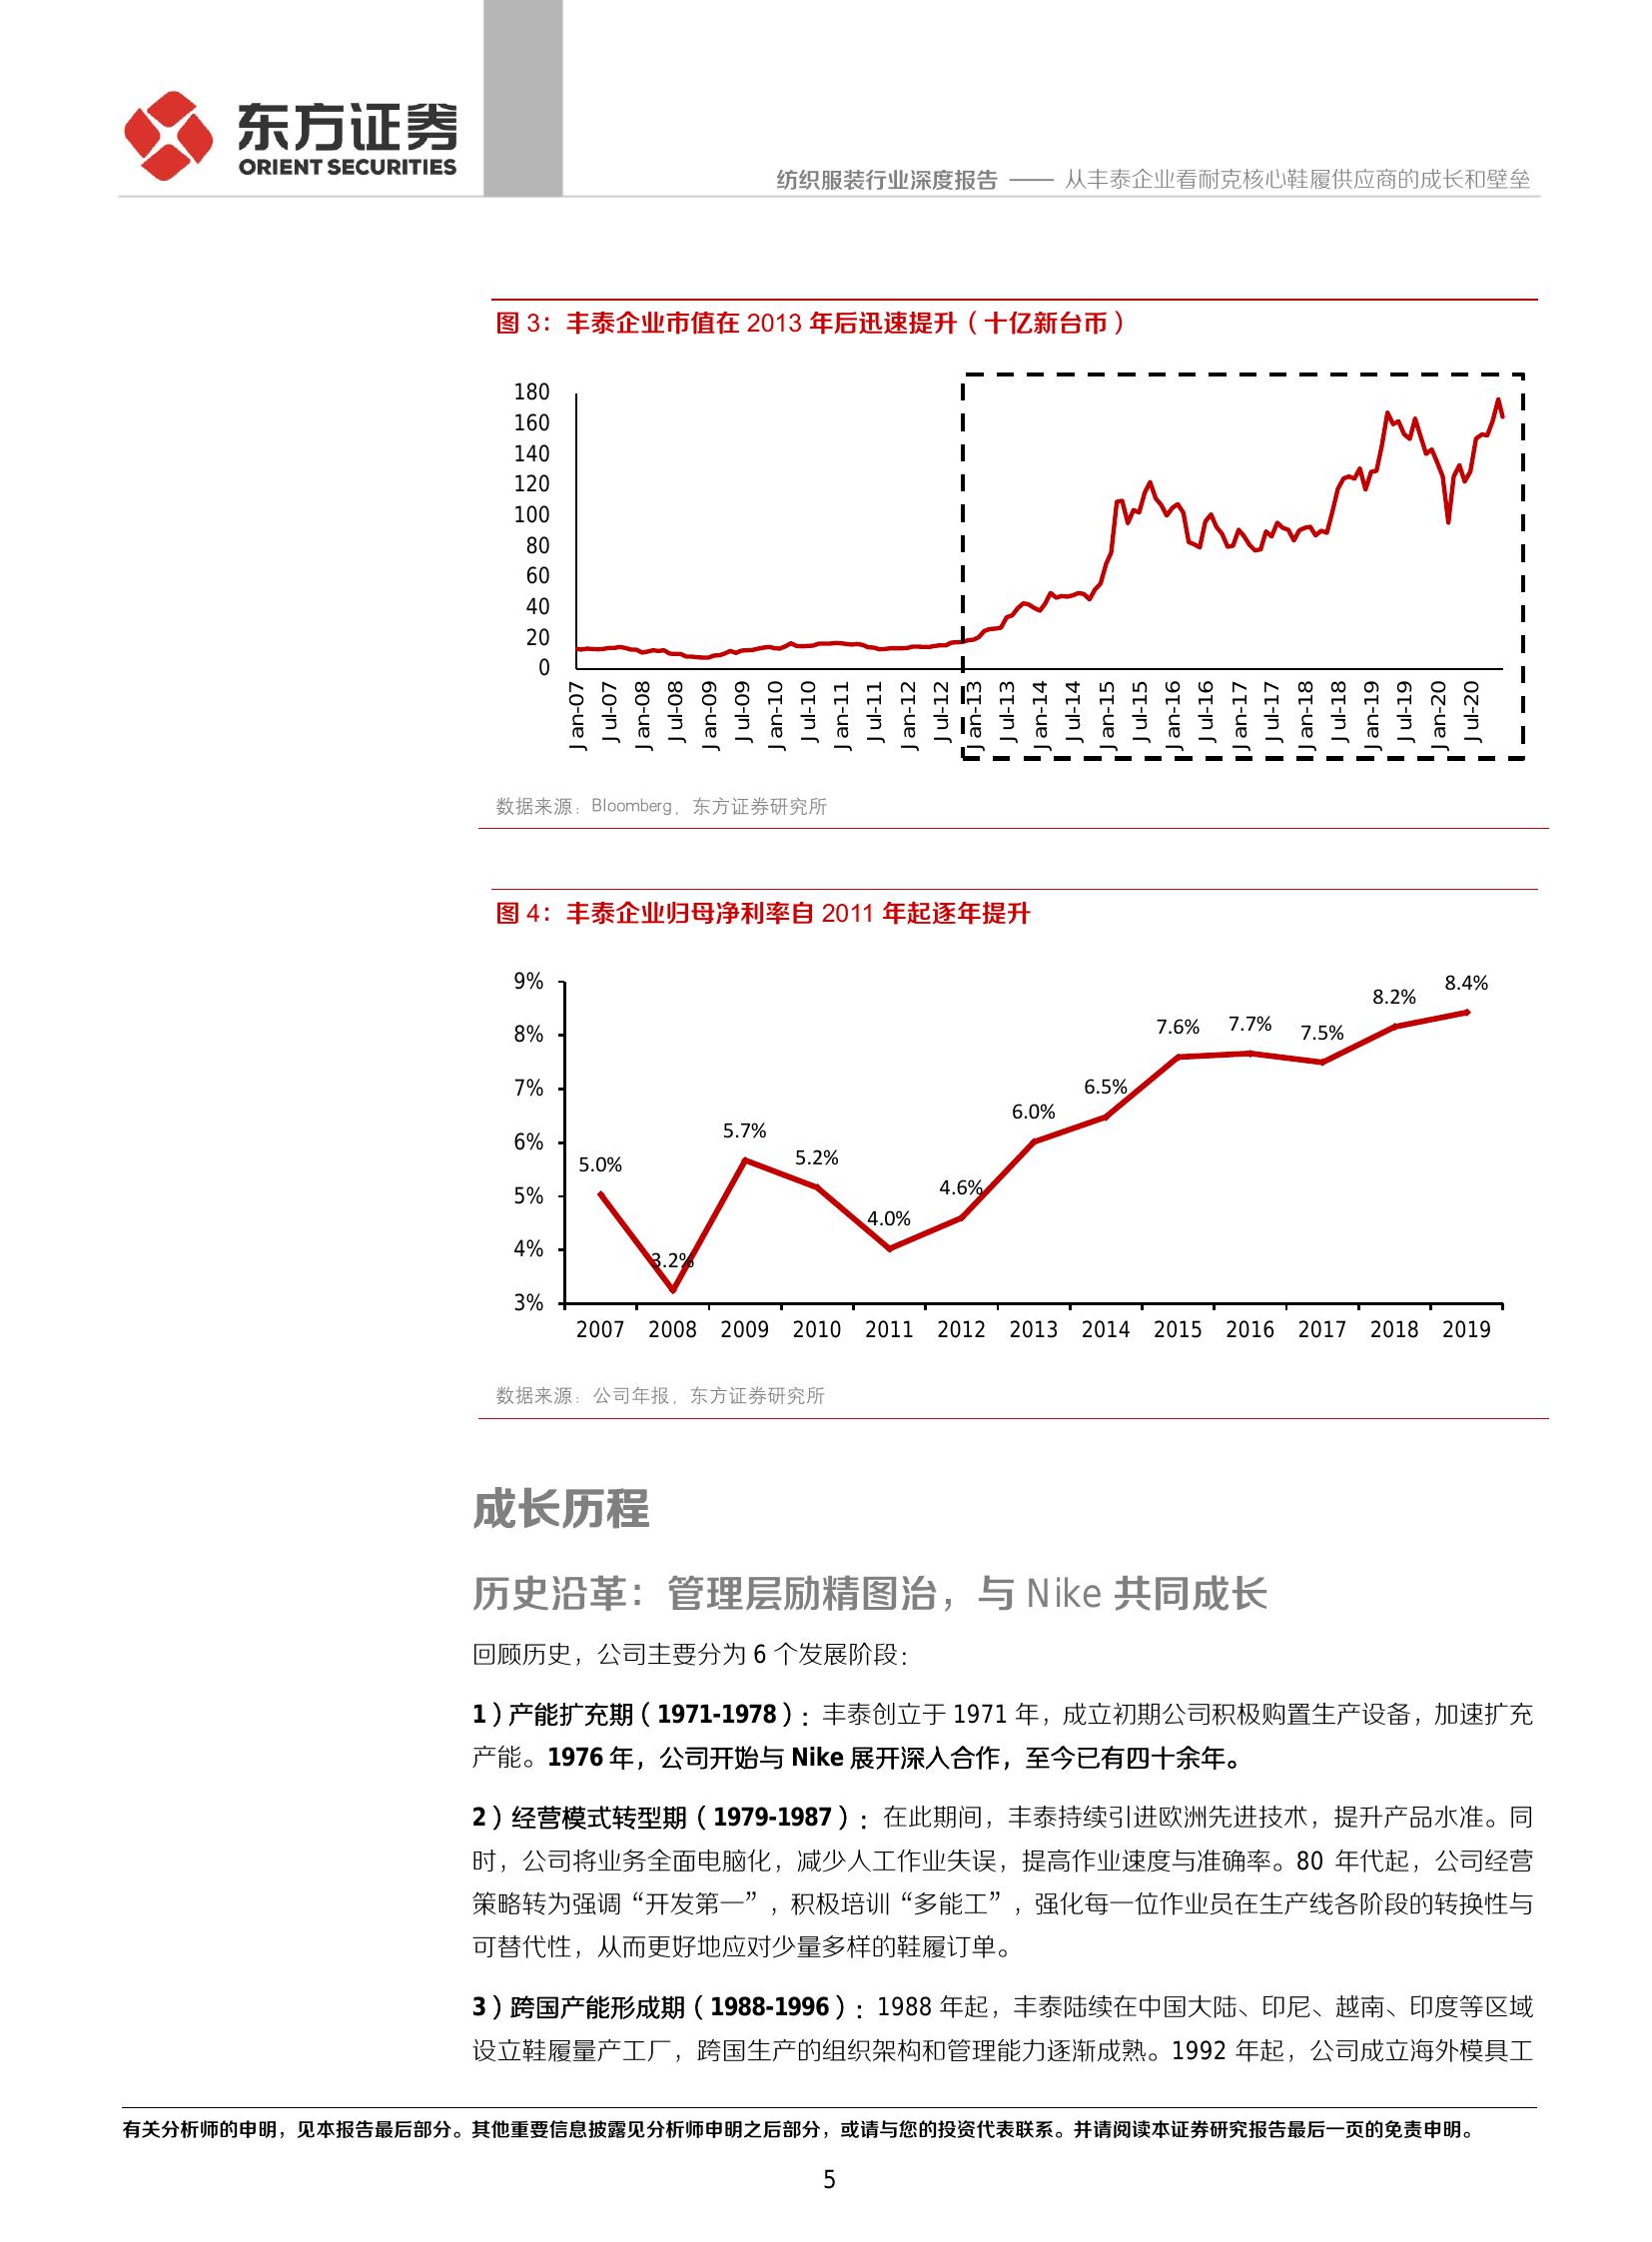 东方证券
ORIENT SECURITIES
纺织服装行业深度报告 —— 从丰泰企业看耐克核心鞋履供应商的成长和壁垒
图 3：丰泰企业市值在 2013 年后迅速提升（十亿新台币）
180
160
140
120
100
80
60
40
20
0
Jan-07
Jul-07
Jan-08
Jul-08
Jan-09
Jul-09
Jan-10
Jul-10
Jan-11
Jul-11
Jan-12
Jul-12
Jan-13
Jul-13
Jan-14
Jul-14
Jan-15
Jul-15
Jan-16
Jul-16
Jan-17
Jul-17
Jan-18
Jul-18
Jan-19
Jul-19
Jan-20
Jul-20
数据来源：Bloomberg，东方证券研究所
图 4：丰泰企业归母净利率自 2011 年起逐年提升
9%
8%
7%
6%
5%
4%
3%
5.0%
3.2%
5.7%
5.2%
4.0%
4.6%
6.0%
6.5%
7.6%
7.7%
7.5%
8.2%
8.4%
2007 2008 2009 2010 2011 2012 2013 2014 2015 2016 2017 2018 2019
数据来源：公司年报，东方证券研究所
成长历程
历史沿革：管理层励精图治，与 Nike 共同成长
回顾历史，公司主要分为 6 个发展阶段：
1）产能扩充期（1971-1978）：丰泰创立于 1971 年，成立初期公司积极购置生产设备，加速扩充
产能。1976 年，公司开始与 Nike 展开深入合作，至今已有四十余年。
2）经营模式转型期（1979-1987）：在此期间，丰泰持续引进欧洲先进技术，提升产品水准。同
时，公司将业务全面电脑化，减少人工作业失误，提高作业速度与准确率。80 年代起，公司经营
策略转为强调“开发第一”，积极培训“多能工”，强化每一位作业员在生产线各阶段的转换性与
可替代性，从而更好地应对少量多样的鞋履订单。
3）跨国产能形成期（1988-1996）：1988 年起，丰泰陆续在中国大陆、印尼、越南、印度等区域
设立鞋履量产工厂，跨国生产的组织架构和管理能力逐渐成熟。1992 年起，公司成立海外模具工
有关分析师的申明，见本报告最后部分。其他重要信息披露见分析师申明之后部分，或请与您的投资代表联系。并请阅读本证券研究报告最后一页的免责申明。
5